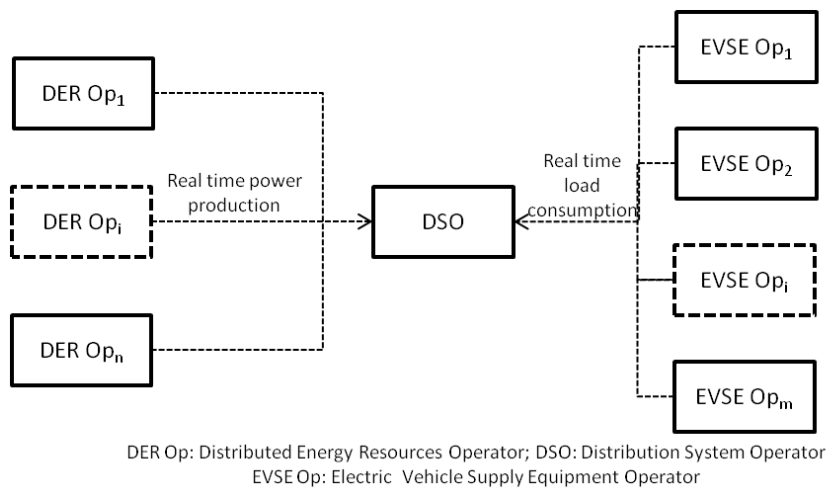 DER Op₁
DER Opᵢ
DER Opₙ
Real time power
production
DSO
Real time
load
consumption
EVSE Op₁
EVSE Op₂
EVSE Opᵢ
EVSE Opₘ
DER Op: Distributed Energy Resources Operator; DSO: Distribution System Operator
EVSE Op: Electric Vehicle Supply Equipment Operator